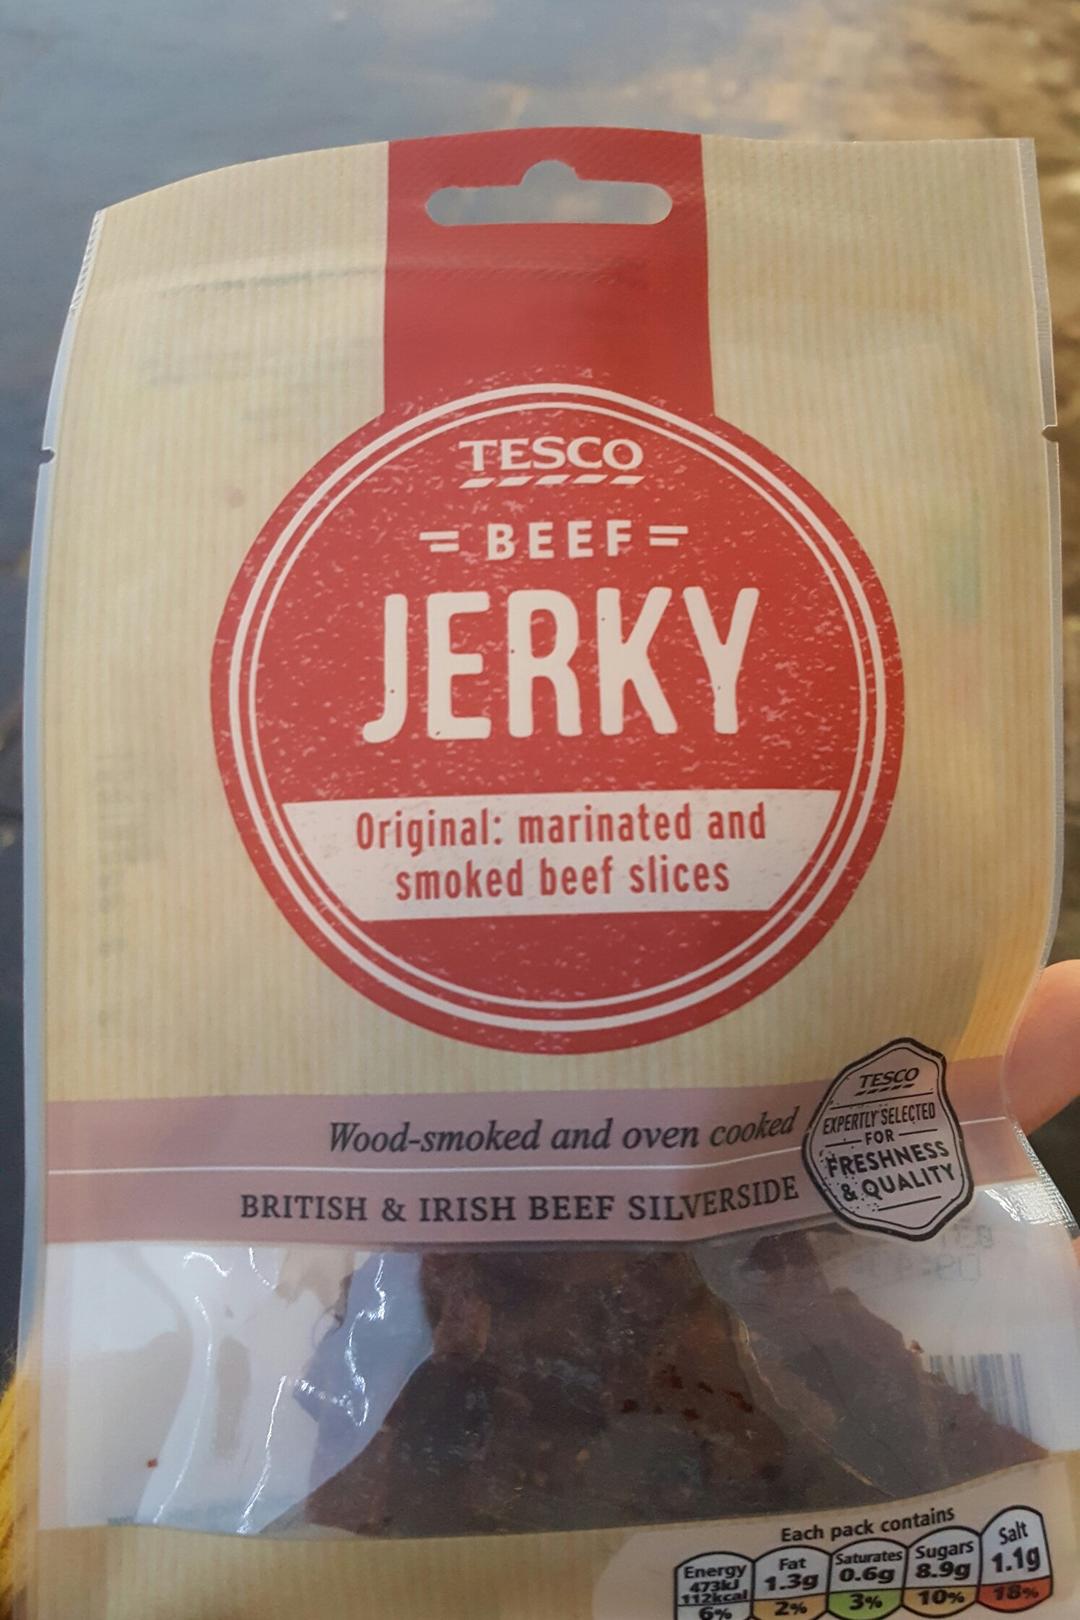 TESCO
BEEF
JERKY
Original: marinated and
smoked beef slices
Wood-smoked and oven cooked
BRITISH & IRISH BEEF SILVERSIDE
TESCO
EXPERTLY SELECTED
FOR
FRESHNESS
& QUALITY
Each pack contains
Energy
473kJ
112kcal
6%
Fat
1.3g
2%
Saturates
0.6g
3%
Sugars
8.9g
10%
Salt
1.1g
18%